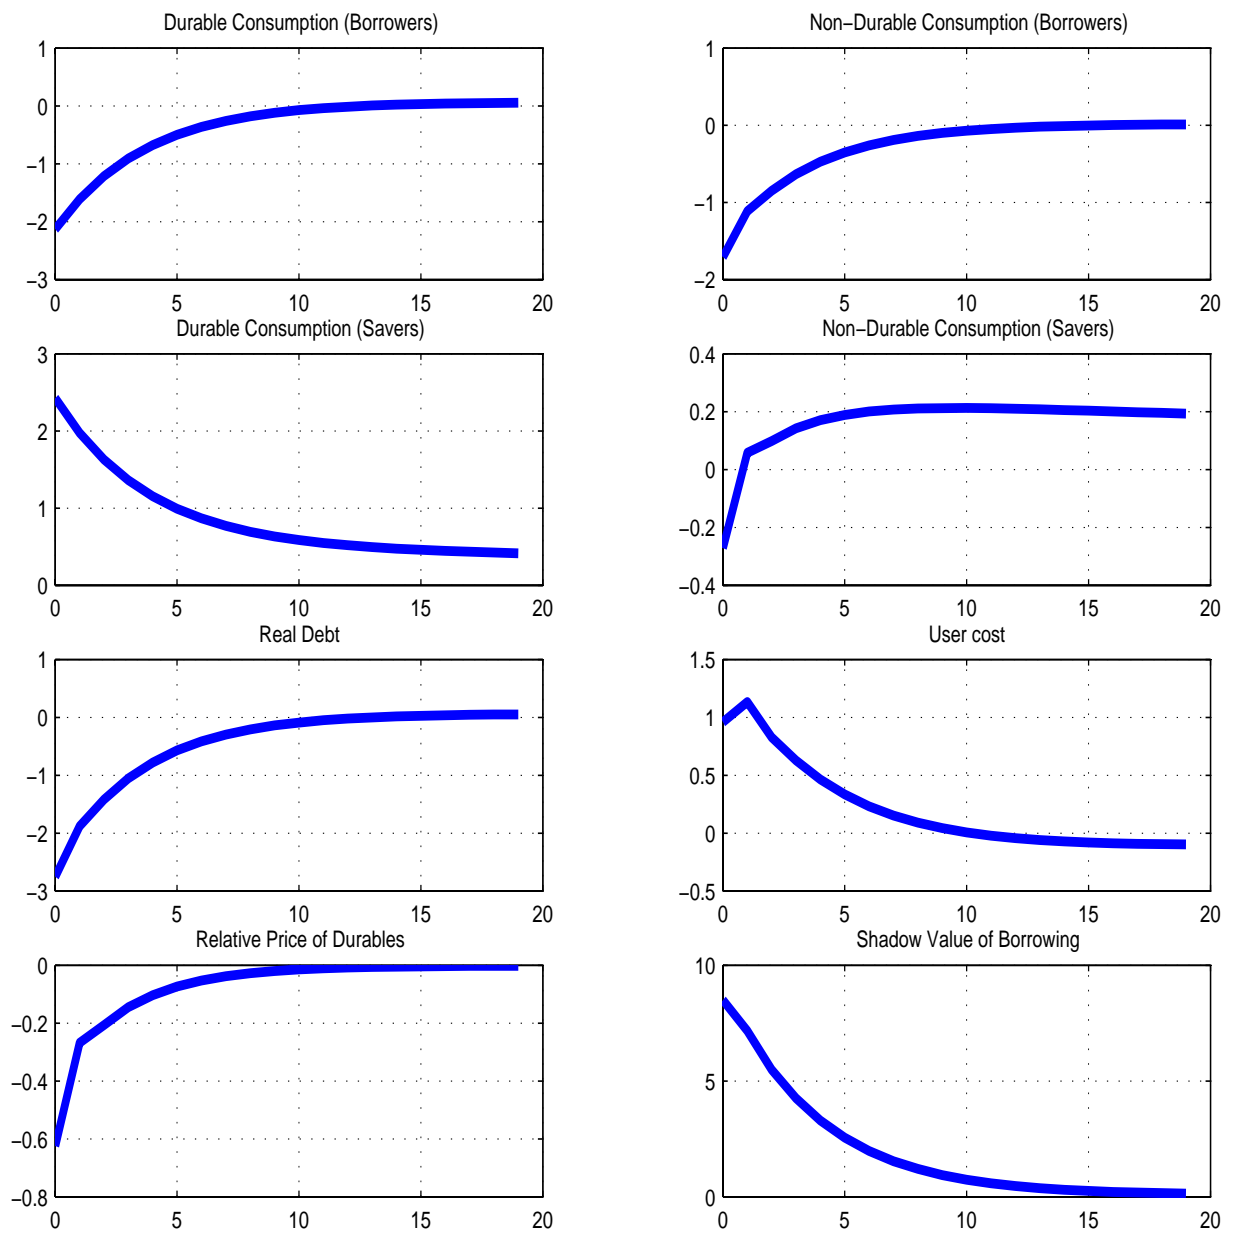 Durable Consumption (Borrowers)
1
0
−1
−2
−3
0 5 10 15 20
Non−Durable Consumption (Borrowers)
1
0
−1
−2
0 5 10 15 20
Durable Consumption (Savers)
3
2
1
0
0 5 10 15 20
Non−Durable Consumption (Savers)
0.4
0.2
0
−0.2
−0.4
0 5 10 15 20
Real Debt
1
0
−1
−2
−3
0 5 10 15 20
User cost
1.5
1
0.5
0
−0.5
0 5 10 15 20
Relative Price of Durables
0
−0.2
−0.4
−0.6
−0.8
0 5 10 15 20
Shadow Value of Borrowing
10
5
0
0 5 10 15 20